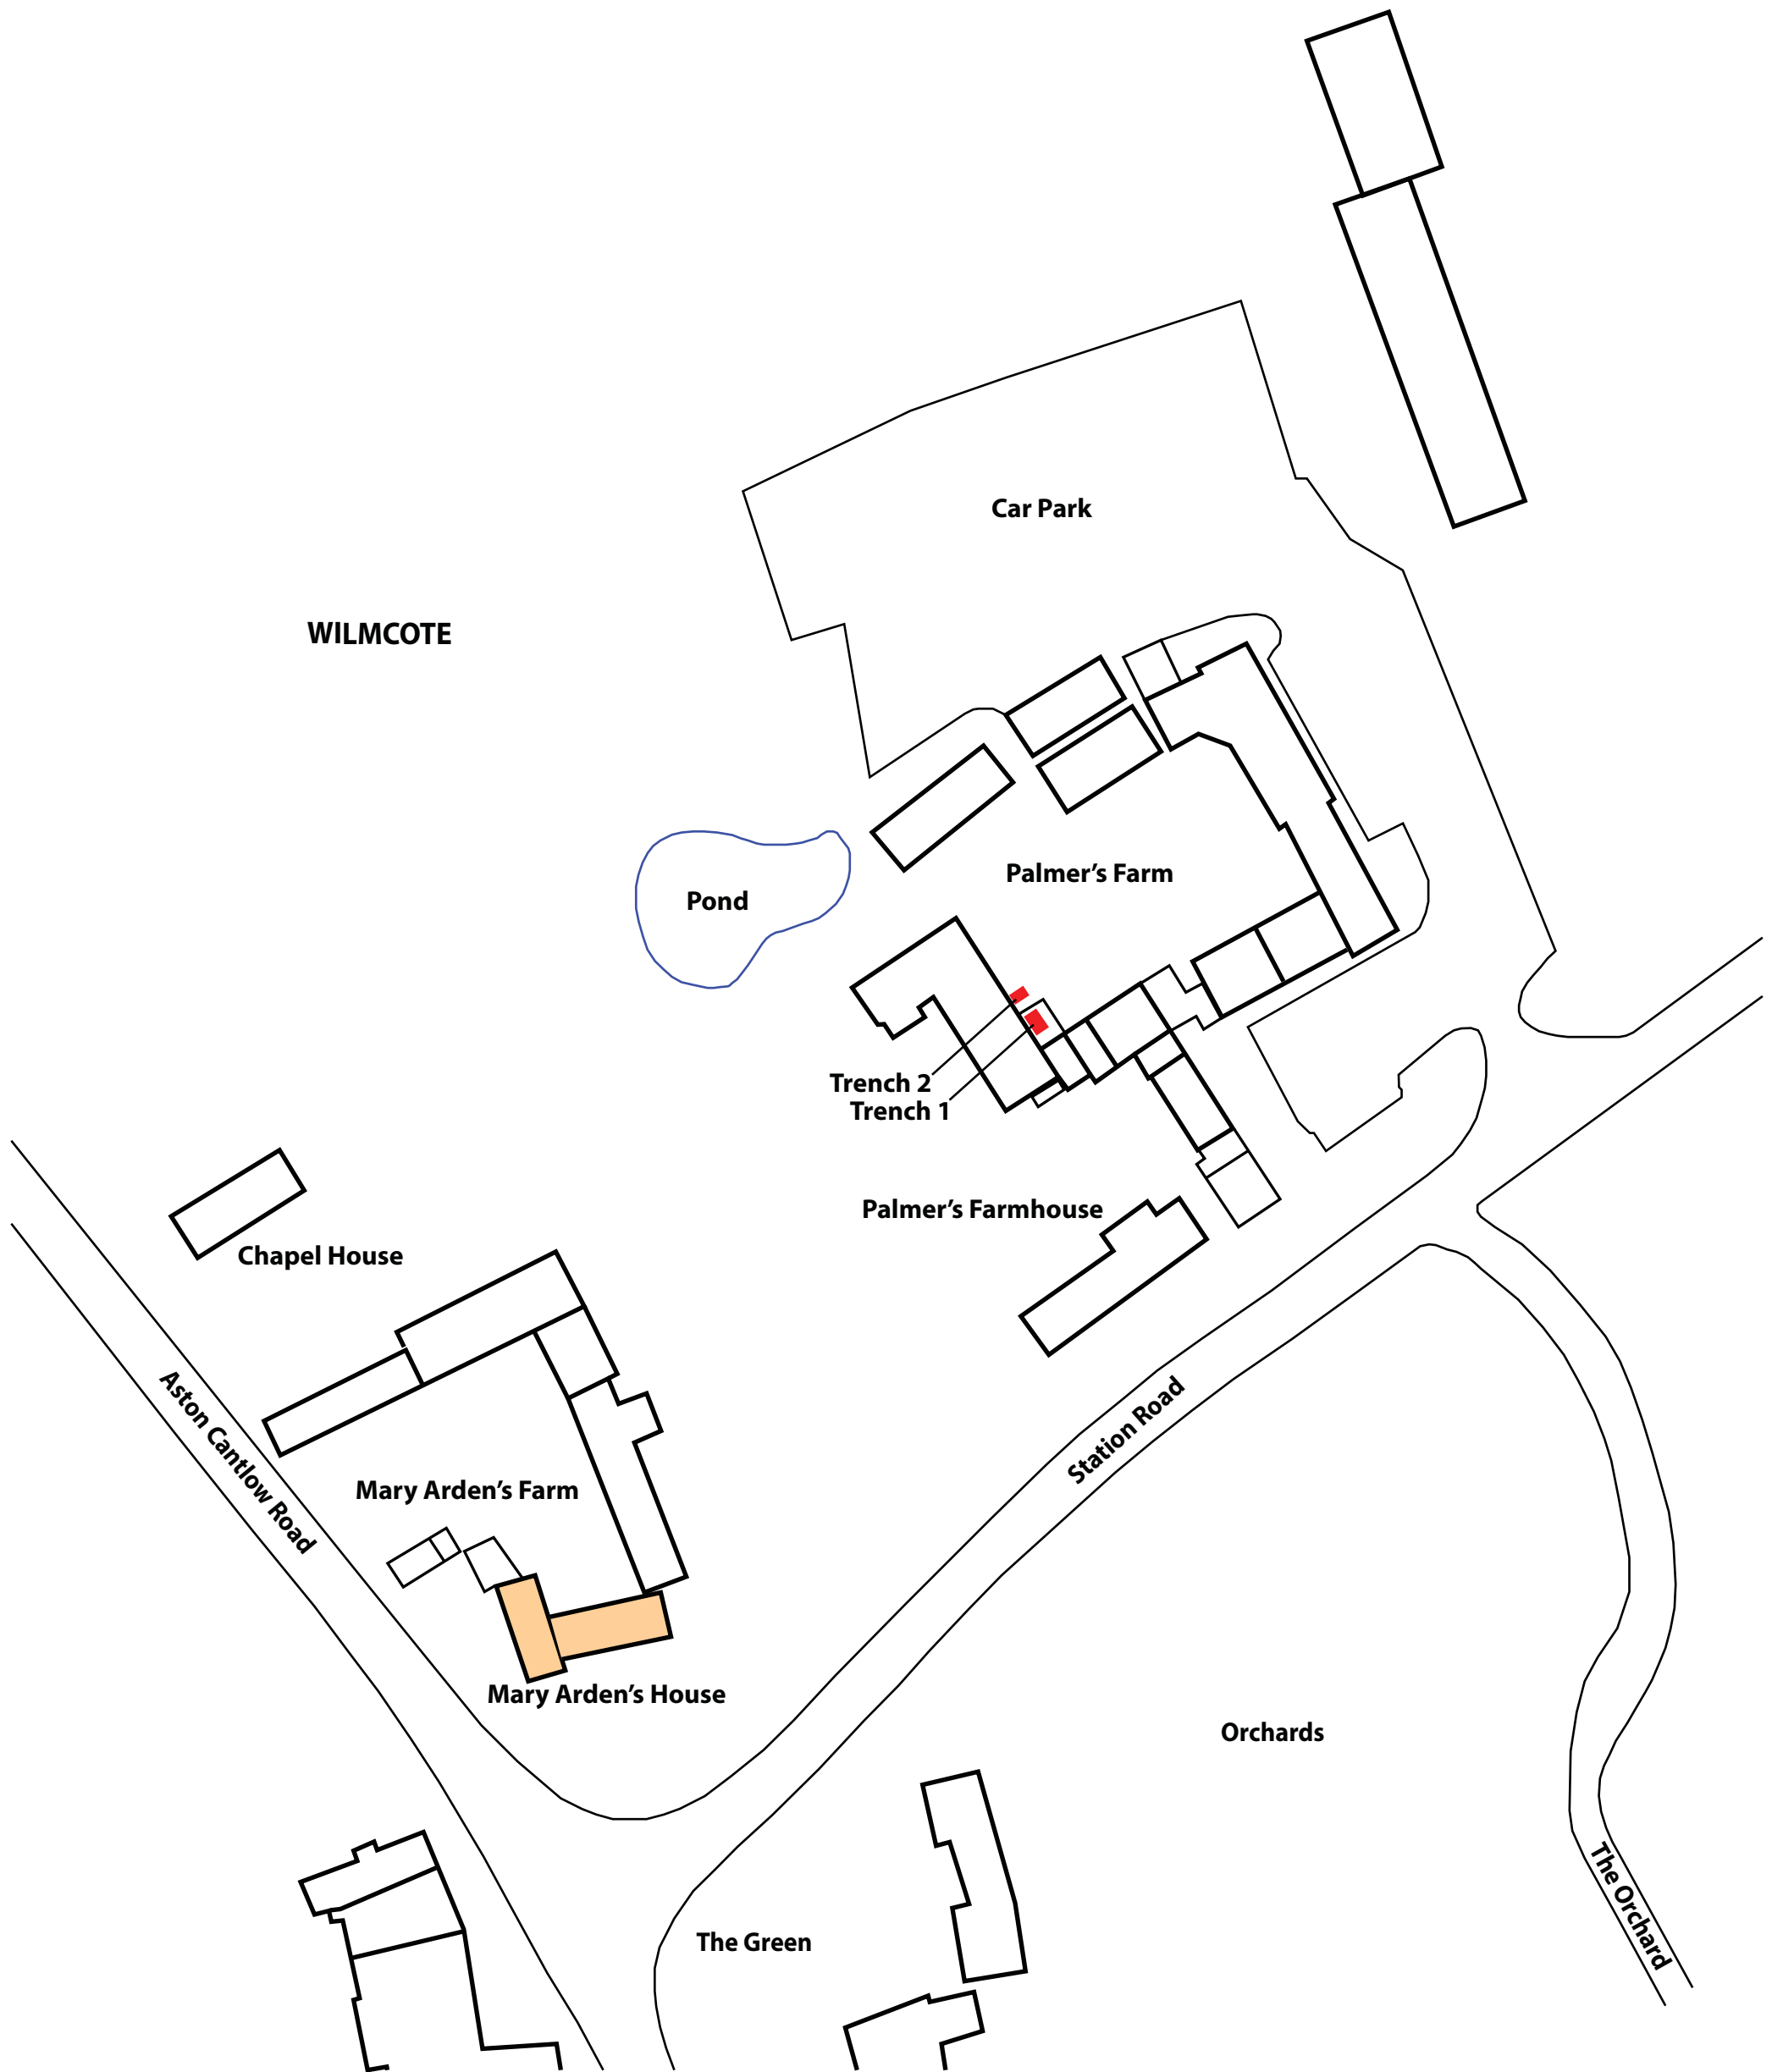 Car Park
WILMCOTE
Palmer’s Farm
Pond
Trench 2
Trench 1
Palmer’s Farmhouse
Chapel House
Aston Cantlow Road
Station Road
Mary Arden’s Farm
Mary Arden’s House
Orchards
The Orchard
The Green